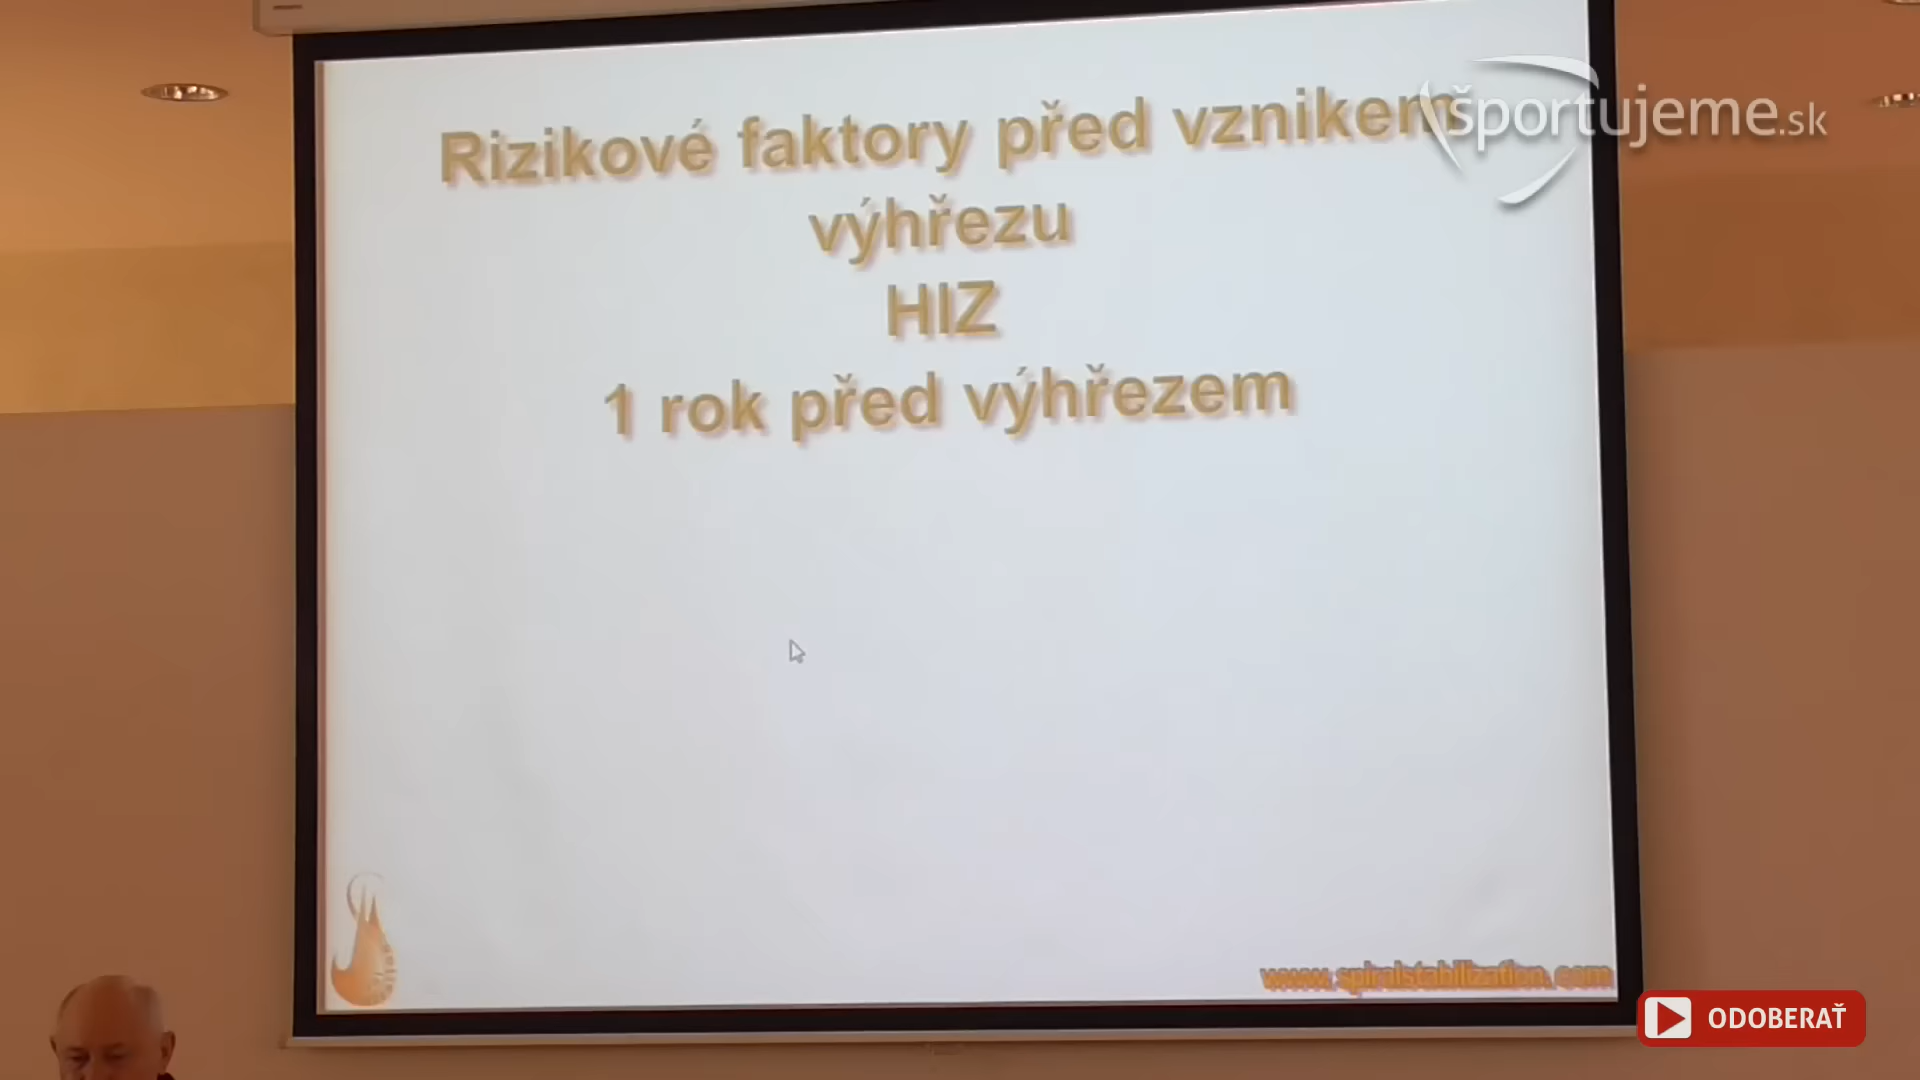 Rizikové faktory před vznikem
výhřezu
HIZ
1 rok před výhřezem
športujeme.sk
www.spiralstabilization.com
ODOBERAŤ